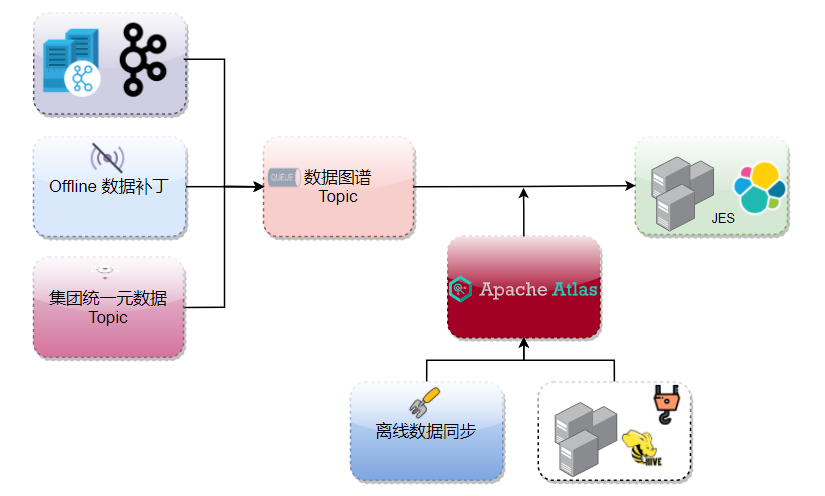 Offline 数据补丁
集团统一元数据
Topic
QUEUE
数据图谱
Topic
JES
Apache Atlas
离线数据同步
HIVE